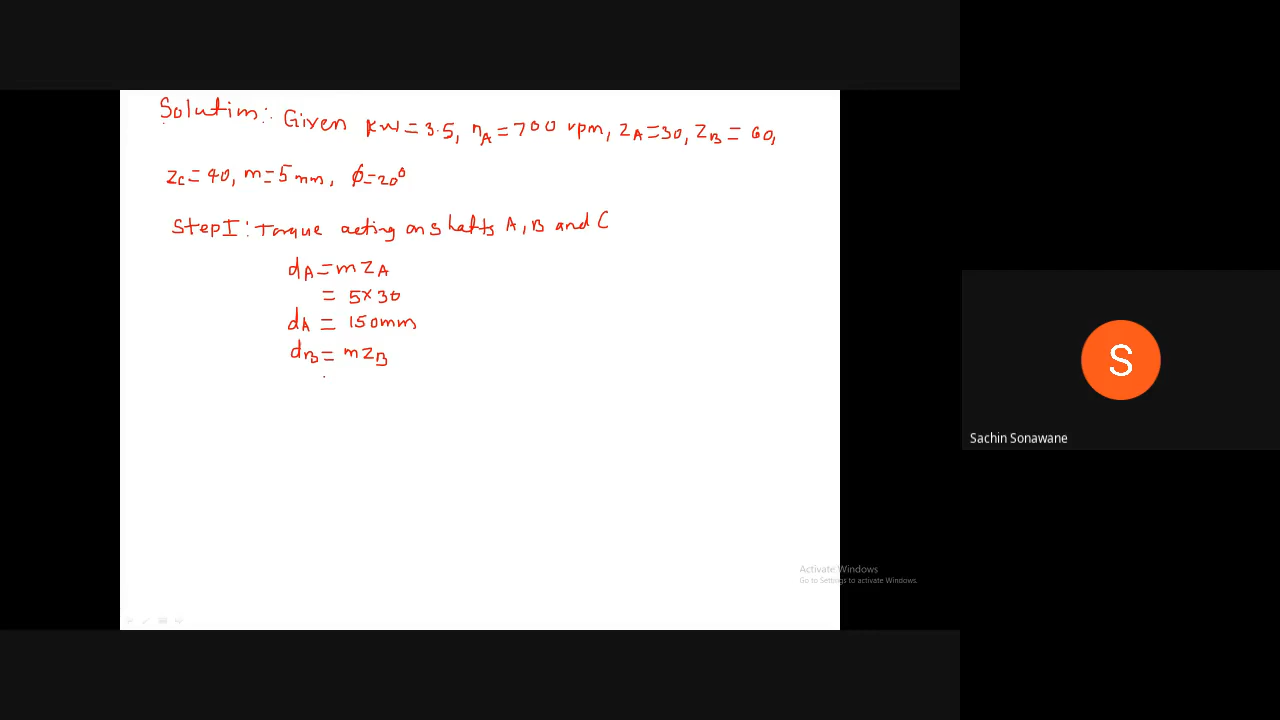 Solution:. Given kW = 3.5, nA = 700 rpm, zA = 30, zB = 60,
zc = 40, m = 5 mm, φ = 20°
Step I : Torque acting on shafts A, B and C
dA = m zA
= 5 × 30
dA = 150mm
dB = m zB
S
Sachin Sonawane
Activate Windows
Go to Settings to activate Windows.